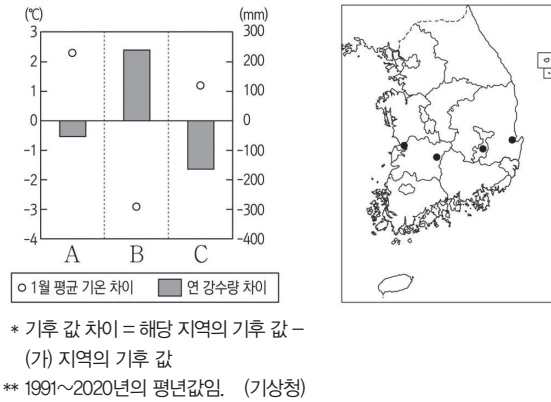 (℃) (mm)
3 300
2 200
1 100
0 0
-1 -100
-2 -200
-3 -300
-4 -400
A B C
1월 평균 기온 차이 연 강수량 차이
* 기후 값 차이 = 해당 지역의 기후 값 –
(가) 지역의 기후 값
** 1991~2020년의 평년값임. (기상청)